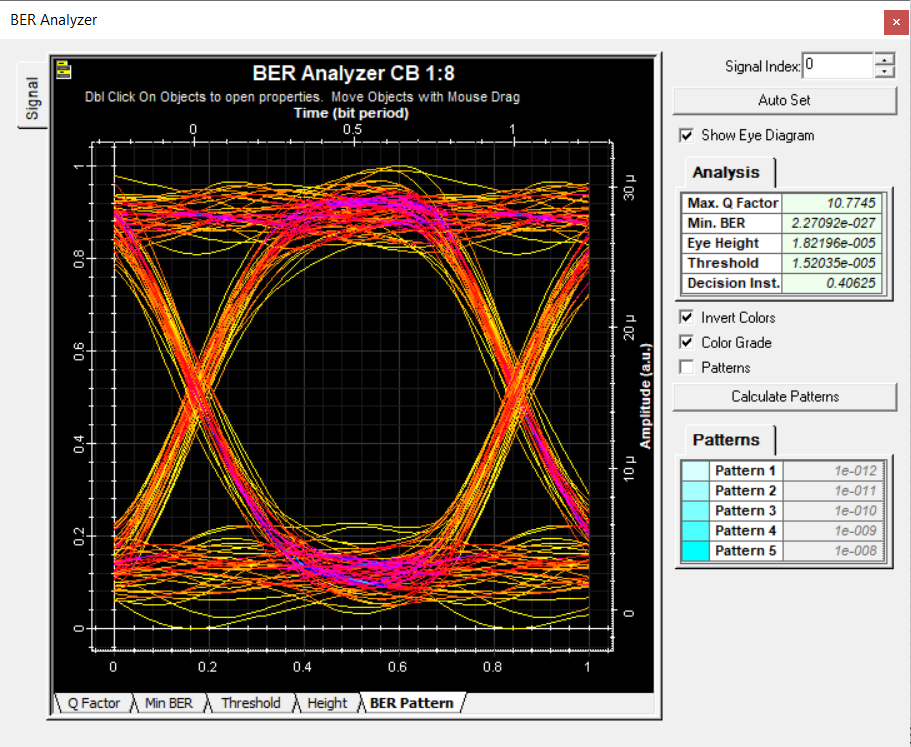 BER Analyzer
Signal
BER Analyzer CB 1:8
Dbl Click On Objects to open properties. Move Objects with Mouse Drag
Time (bit period)
0 0.5 1
1
0.8
0.6
0.4
0.2
0
30 µ
20 µ
10 µ
0
Amplitude (a.u.)
0 0.2 0.4 0.6 0.8 1
Q Factor Min BER Threshold Height BER Pattern
Signal Index: 0
Auto Set
Show Eye Diagram
Analysis
Max. Q Factor 10.7745
Min. BER 2.27092e-027
Eye Height 1.82196e-005
Threshold 1.52035e-005
Decision Inst. 0.40625
Invert Colors
Color Grade
Patterns
Calculate Patterns
Patterns
Pattern 1 1e-012
Pattern 2 1e-011
Pattern 3 1e-010
Pattern 4 1e-009
Pattern 5 1e-008